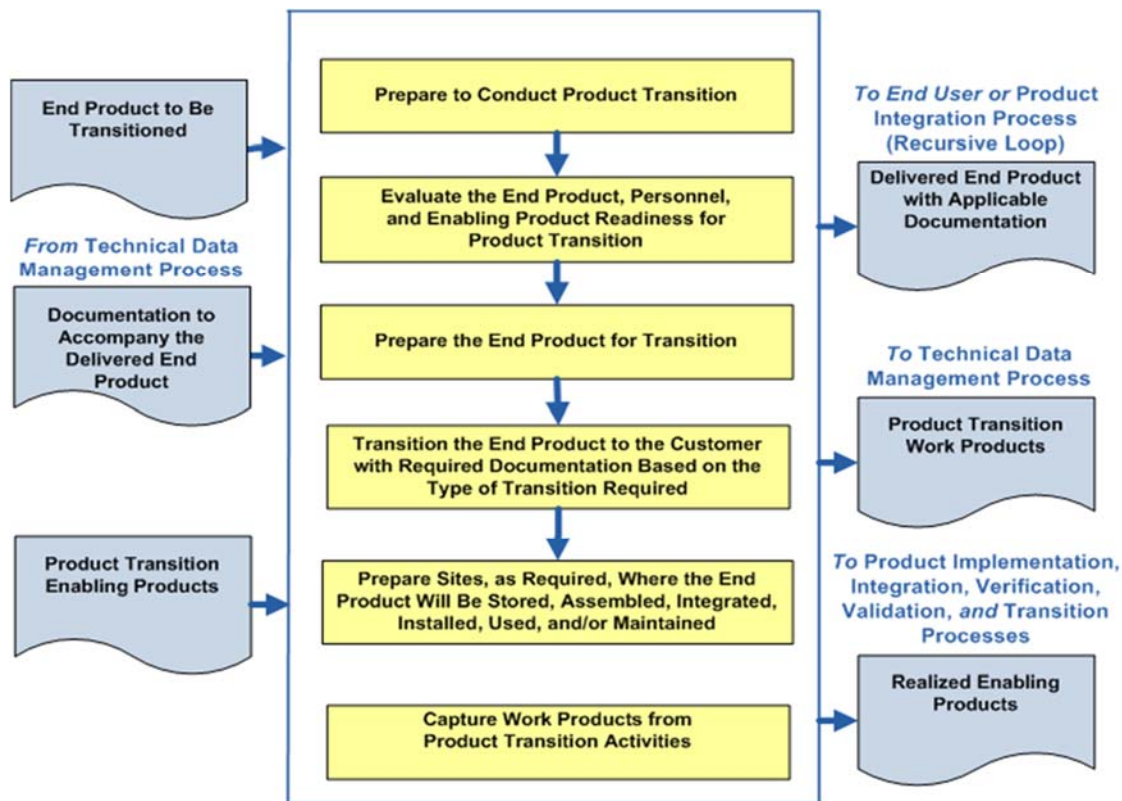 End Product to Be
Transitioned
From Technical Data
Management Process
Documentation to
Accompany the
Delivered End
Product
Product Transition
Enabling Products
Prepare to Conduct Product Transition
Evaluate the End Product, Personnel,
and Enabling Product Readiness for
Product Transition
Prepare the End Product for Transition
Transition the End Product to the Customer
with Required Documentation Based on the
Type of Transition Required
Prepare Sites, as Required, Where the End
Product Will Be Stored, Assembled, Integrated,
Installed, Used, and/or Maintained
Capture Work Products from
Product Transition Activities
To End User or Product
Integration Process
(Recursive Loop)
Delivered End Product
with Applicable
Documentation
To Technical Data
Management Process
Product Transition
Work Products
To Product Implementation,
Integration, Verification,
Validation, and Transition
Processes
Realized Enabling
Products